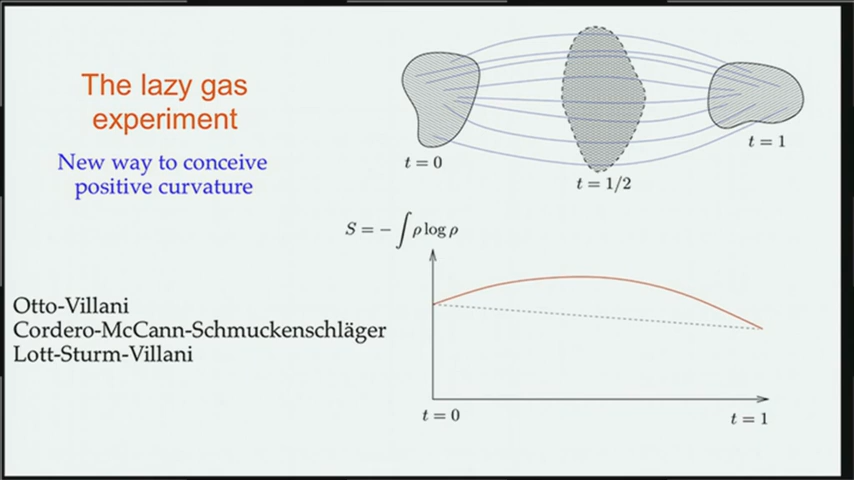 The lazy gas
experiment
New way to conceive
positive curvature
t = 0
t = 1/2
t = 1
S = − ∫ ρ log ρ
Otto-Villani
Cordero-McCann-Schmuckenschläger
Lott-Sturm-Villani
t = 0
t = 1